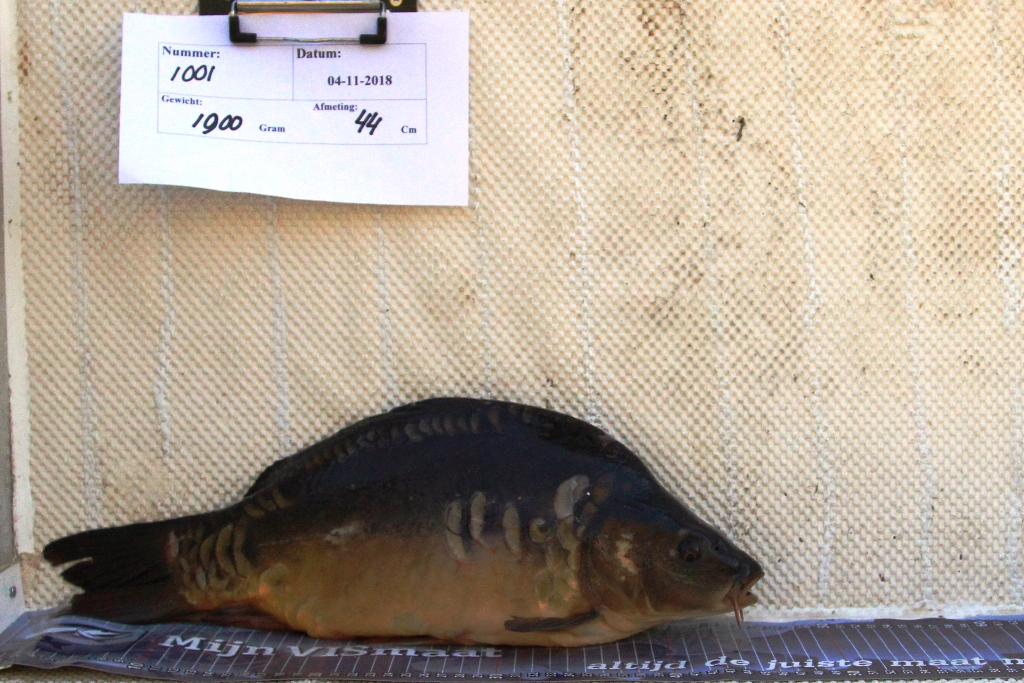 Nummer: Datum:
1001 04-11-2018
Gewicht: Afmeting:
1900 Gram 44 Cm
Mijn VISmaat altijd de juiste maat